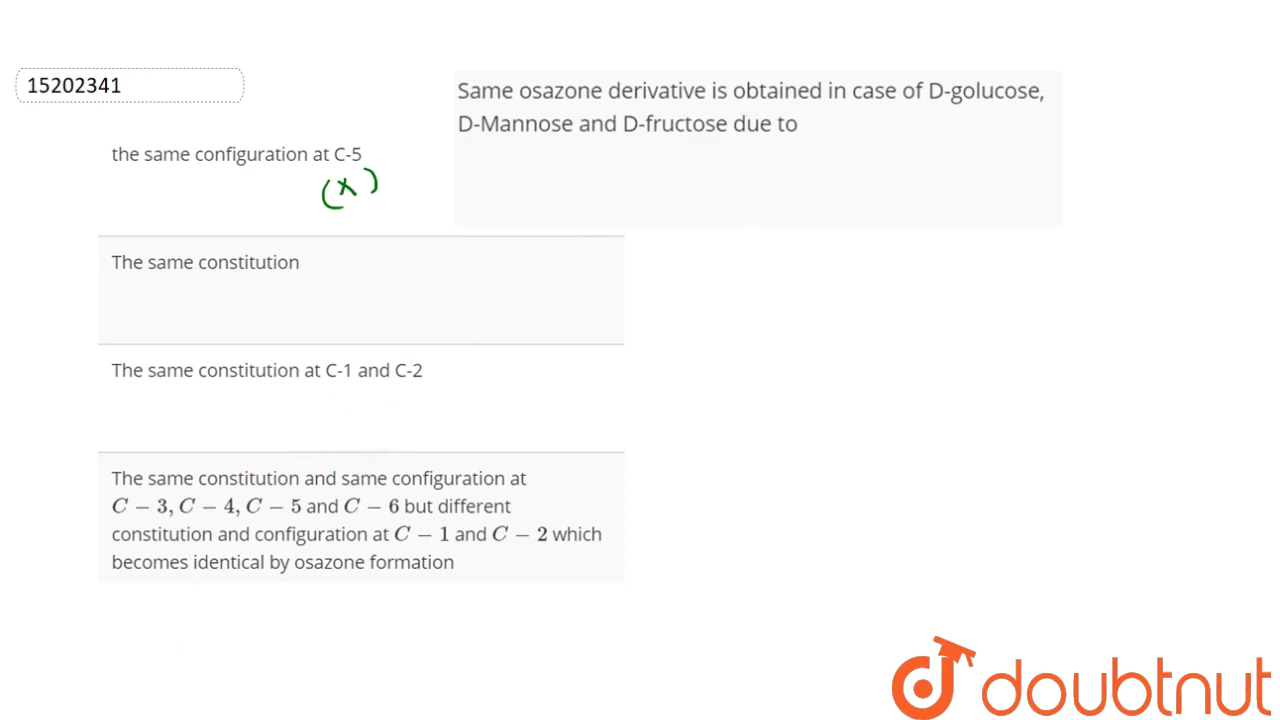 15202341
Same osazone derivative is obtained in case of D-golucose,
D-Mannose and D-fructose due to
the same configuration at C-5
(x)
The same constitution
The same constitution at C-1 and C-2
The same constitution and same configuration at
C − 3, C − 4, C − 5 and C − 6 but different
constitution and configuration at C − 1 and C − 2 which
becomes identical by osazone formation
doubtnut